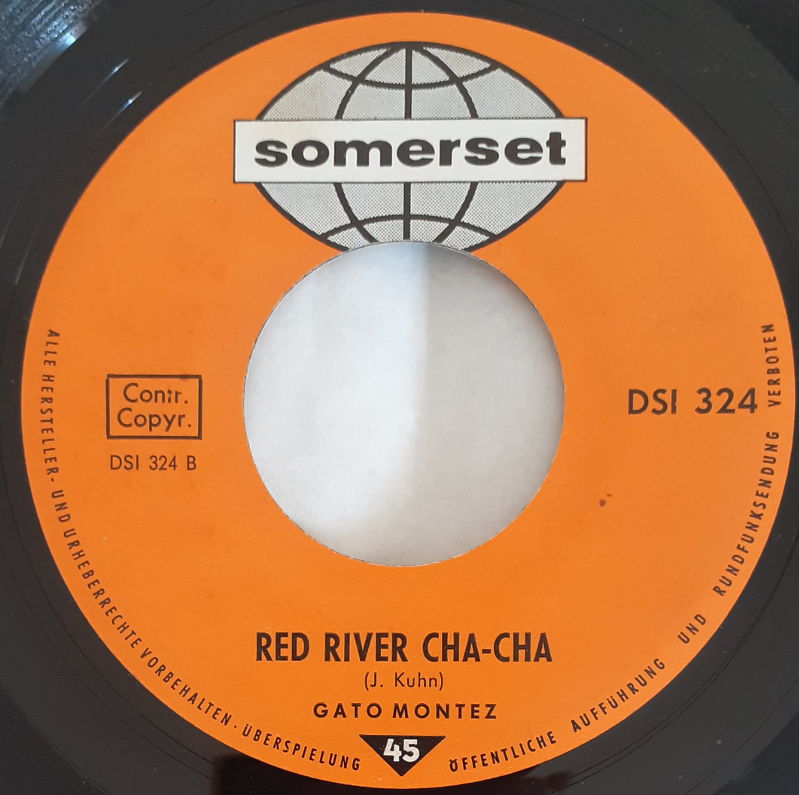 somerset
Contr.
Copyr.
DSI 324 B
DSI 324
RED RIVER CHA-CHA
(J. Kuhn)
GATO MONTEZ
45
ALLE HERSTELLER- UND URHEBERRECHTE VORBEHALTEN · ÜBERSPIELUNG ÖFFENTLICHE AUFFÜHRUNG UND RUNDFUNKSENDUNG VERBOTEN